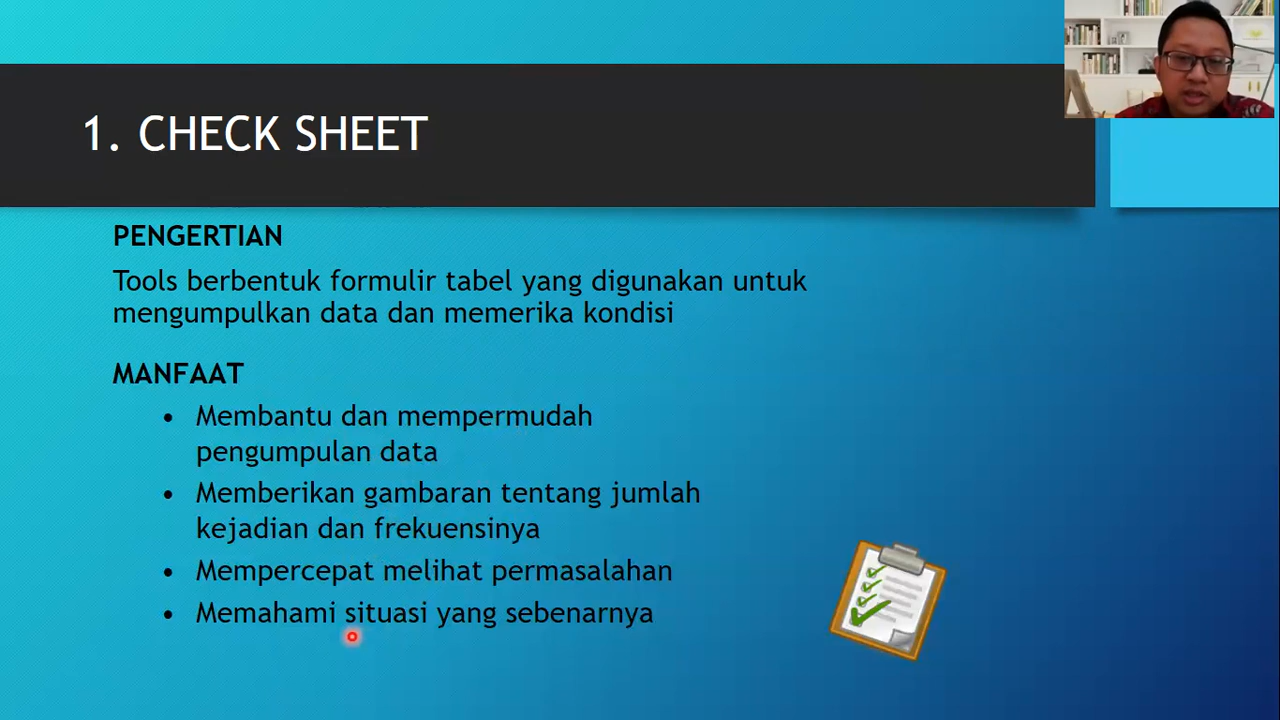 1. CHECK SHEET
PENGERTIAN
Tools berbentuk formulir tabel yang digunakan untuk
mengumpulkan data dan memerika kondisi
MANFAAT
• Membantu dan mempermudah
pengumpulan data
• Memberikan gambaran tentang jumlah
kejadian dan frekuensinya
• Mempercepat melihat permasalahan
• Memahami situasi yang sebenarnya